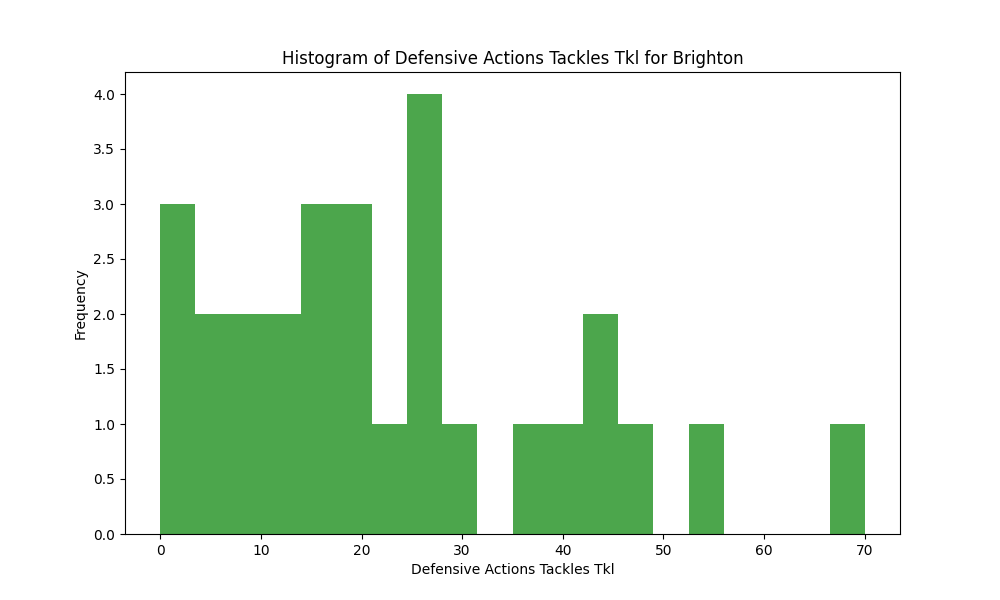 Histogram of Defensive Actions Tackles Tkl for Brighton
4.0
3.5
3.0
2.5
2.0
1.5
1.0
0.5
0.0
Frequency
0 10 20 30 40 50 60 70
Defensive Actions Tackles Tkl